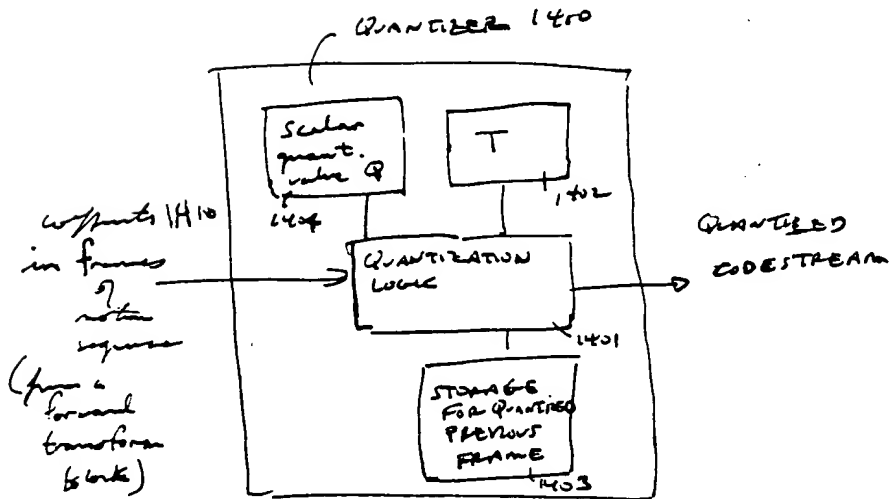 QUANTIZER 1400
Scalar
quant.
value Q
1404
T
1402
coefficients 1410
in frames
of
motion
sequence
(from a
forward
transform
block)
QUANTIZATION
LOGIC
1401
QUANTIZED
CODESTREAM
STORAGE
FOR QUANTIZED
PREVIOUS
FRAME
1403